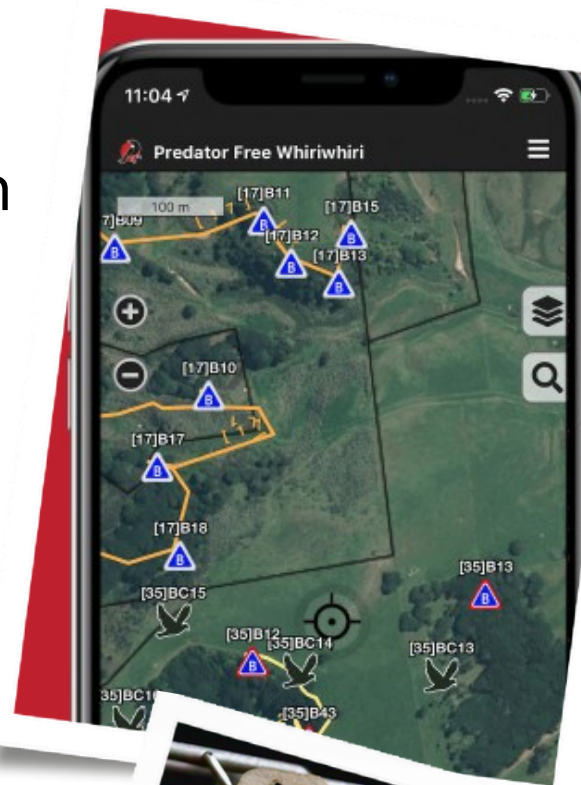 n
11:04
Predator Free Whiriwhiri
100 m
[17]B11
[17]B15
7]B09
[17]B12
[17]B13
B
B
B
B
B
[17]B10
B
[17]B17
B
[17]B18
B
[35]B13
B
[35]BC15
[35]B12
[35]BC14
[35]BC13
B
[35]B43